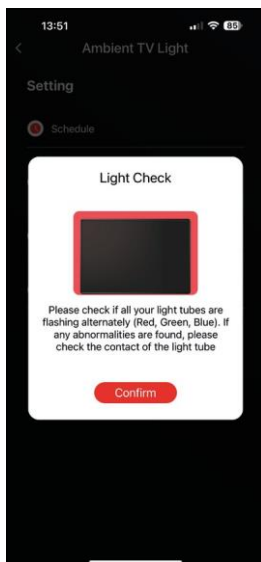 13:51
85
Ambient TV Light
Setting
Schedule
Light Check
Please check if all your light tubes are
flashing alternately (Red, Green, Blue). If
any abnormalities are found, please
check the contact of the light tube
Confirm